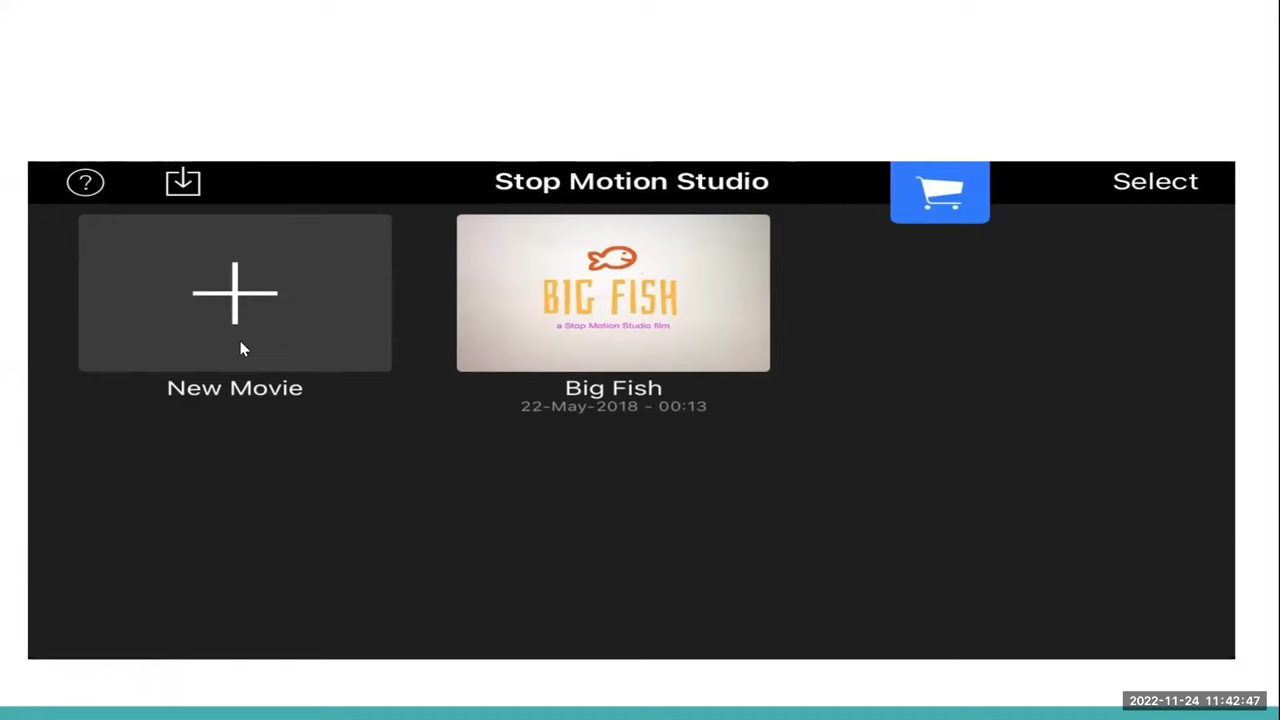 ?
Stop Motion Studio
Select
BIG FISH
a Stop Motion Studio film
New Movie
Big Fish
22-May-2018 - 00:13
2022-11-24 11:42:47